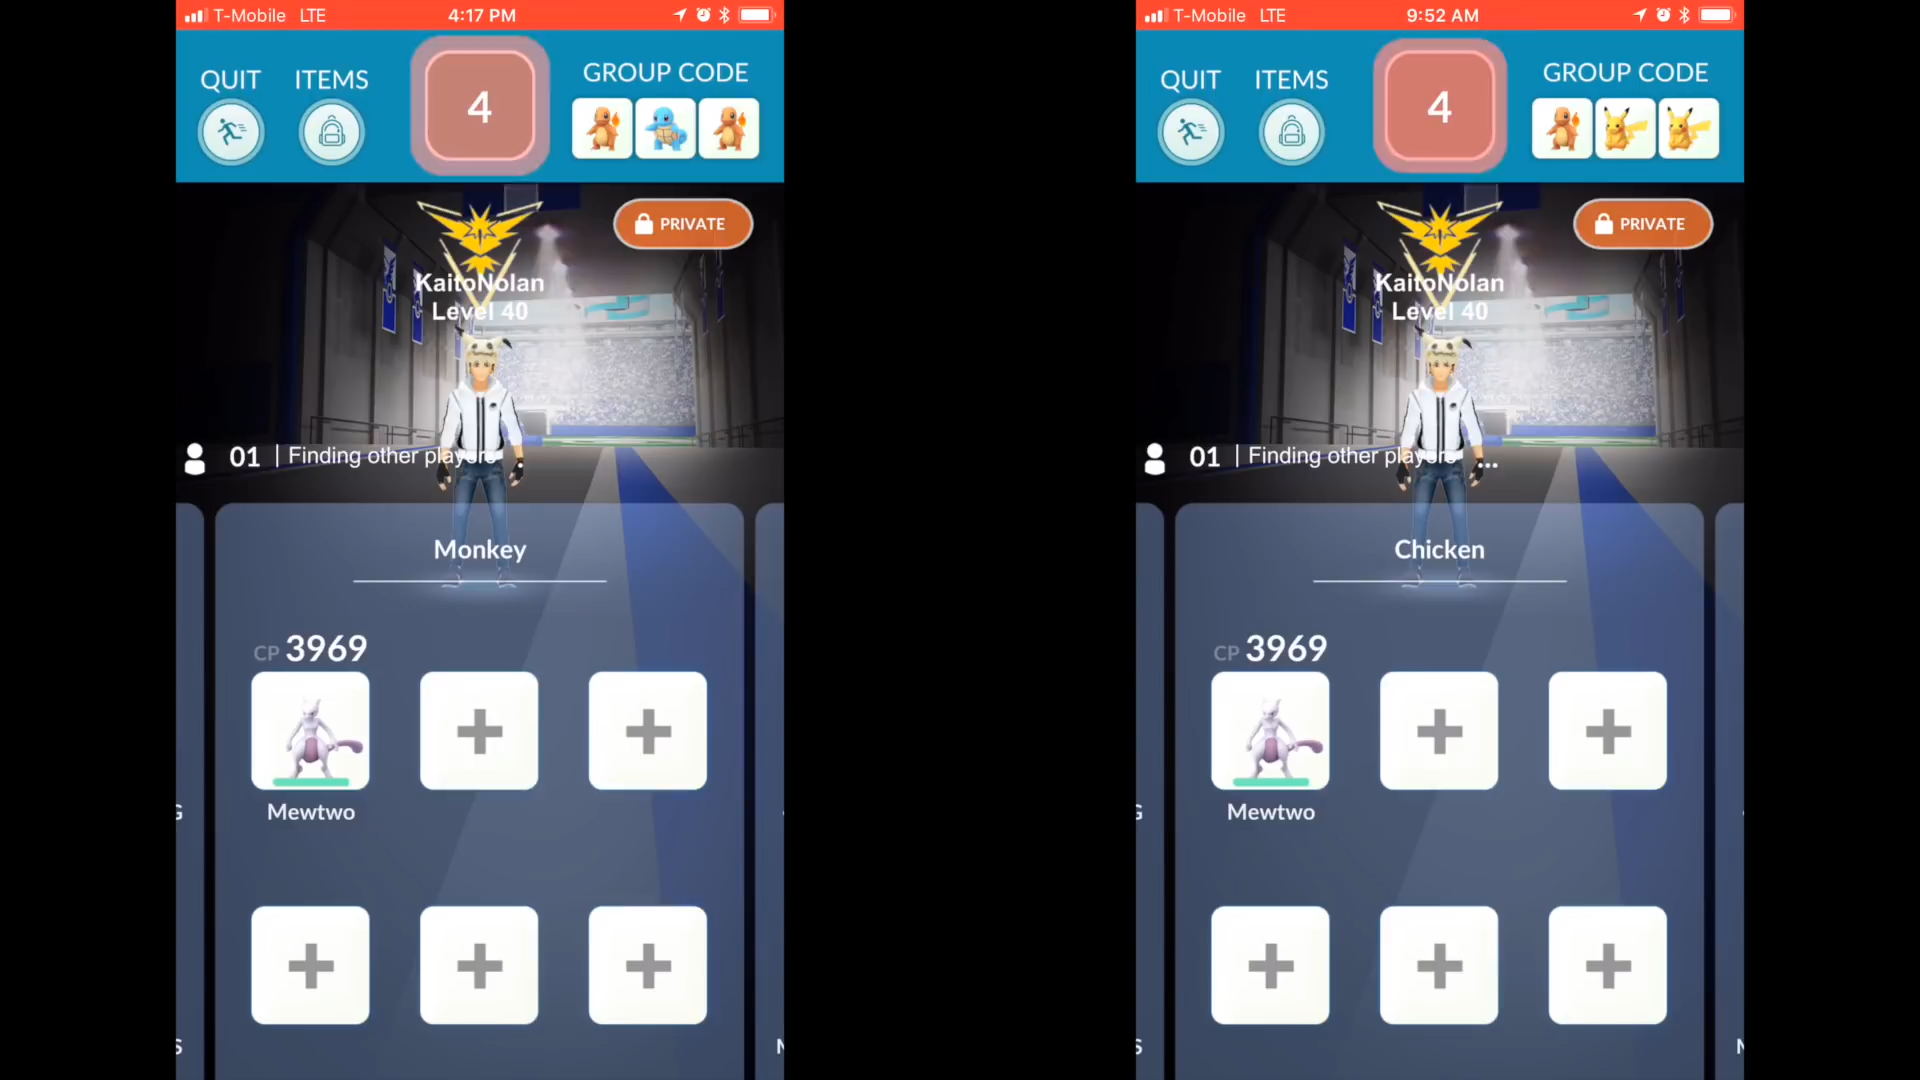 T-Mobile LTE 4:17 PM
QUIT ITEMS 4 GROUP CODE
PRIVATE
KaitoNolan
Level 40
01 | Finding other players
Monkey
CP 3969
Mewtwo
G
S
T-Mobile LTE 9:52 AM
QUIT ITEMS 4 GROUP CODE
PRIVATE
KaitoNolan
Level 40
01 | Finding other players ...
Chicken
CP 3969
Mewtwo
G
S